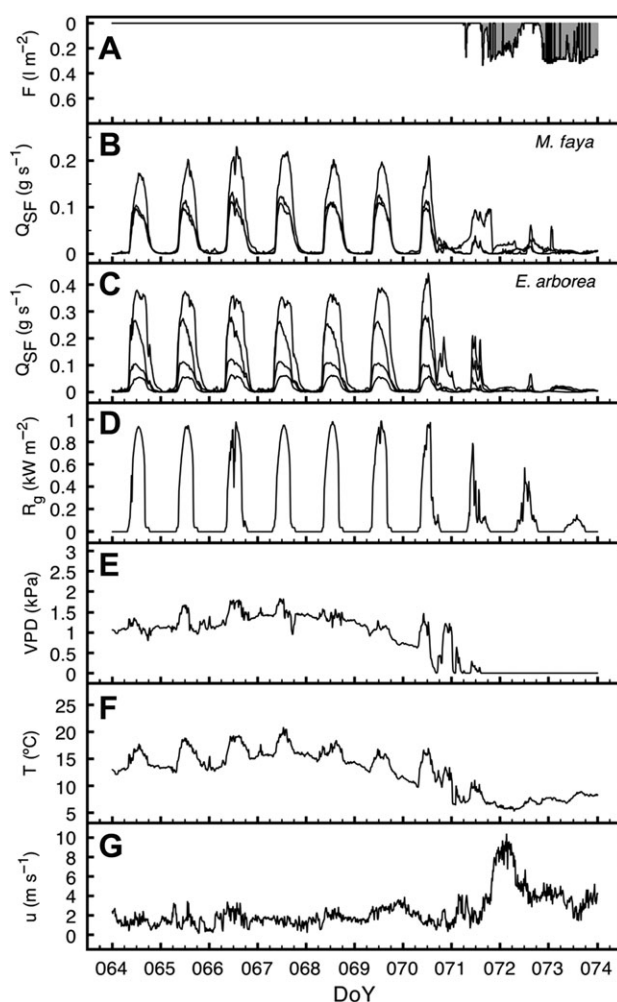 A
F (l m⁻²)
0
0.2
0.4
0.6
B
M. faya
Q_SF (g s⁻¹)
0.2
0.1
0
C
E. arborea
Q_SF (g s⁻¹)
0.4
0.3
0.2
0.1
0
D
R_g (kW m⁻²)
1
0.8
0.6
0.4
0.2
0
E
VPD (kPa)
3
2.5
2
1.5
1
0.5
0
F
T (ºC)
25
20
15
10
5
G
u (m s⁻¹)
10
8
6
4
2
0
064 065 066 067 068 069 070 071 072 073 074
DoY